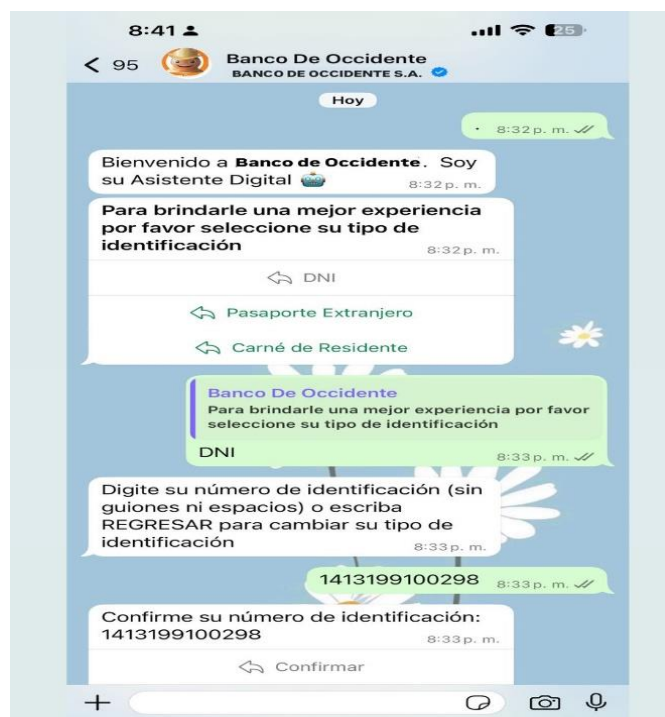 8:41
25
95
Banco De Occidente
BANCO DE OCCIDENTE S.A.
Hoy
. 8:32 p. m.
Bienvenido a Banco de Occidente. Soy
su Asistente Digital 8:32 p. m.
Para brindarle una mejor experiencia
por favor seleccione su tipo de
identificación 8:32 p. m.
DNI
Pasaporte Extranjero
Carné de Residente
Banco De Occidente
Para brindarle una mejor experiencia por favor
seleccione su tipo de identificación
DNI 8:33 p. m.
Digite su número de identificación (sin
guiones ni espacios) o escriba
REGRESAR para cambiar su tipo de
identificación 8:33 p. m.
1413199100298 8:33 p. m.
Confirme su número de identificación:
1413199100298 8:33 p. m.
Confirmar